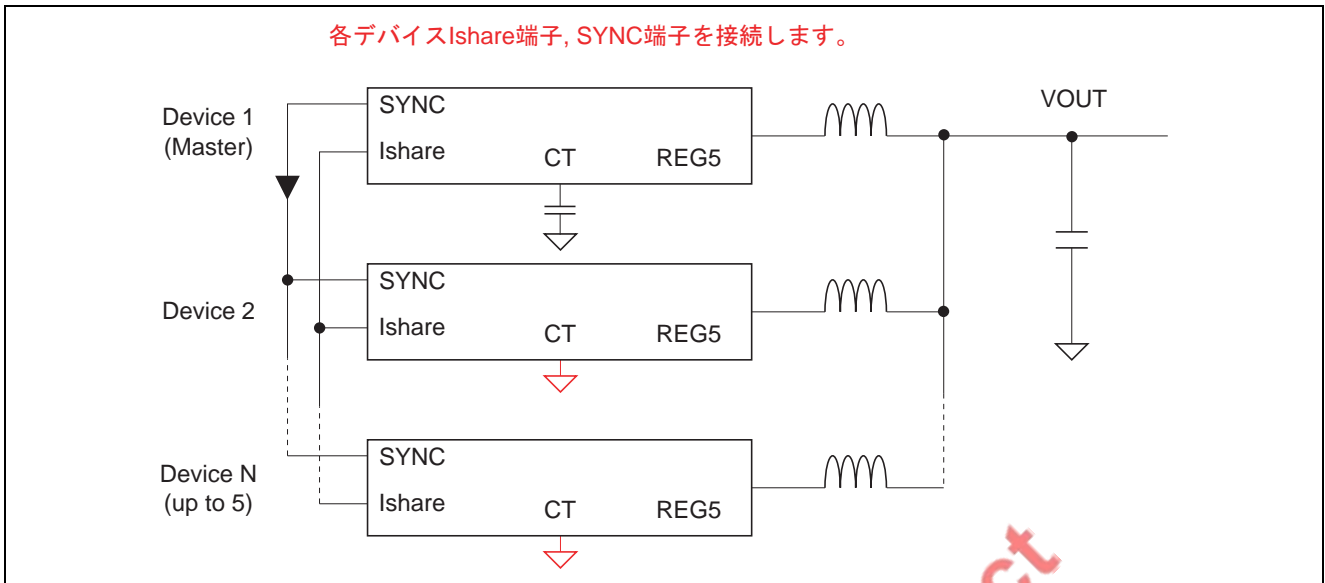 各デバイスIshare端子, SYNC端子を接続します。
Device 1
(Master)
SYNC
Ishare
CT
REG5
VOUT
Device 2
SYNC
Ishare
CT
REG5
Device N
(up to 5)
SYNC
Ishare
CT
REG5
ct